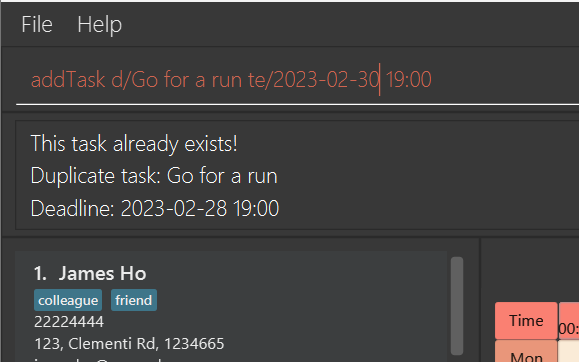 File Help
addTask d/Go for a run te/2023-02-30 19:00
This task already exists!
Duplicate task: Go for a run
Deadline: 2023-02-28 19:00
1. James Ho
colleague friend
22224444
123, Clementi Rd, 1234665
Time 00:
Mon